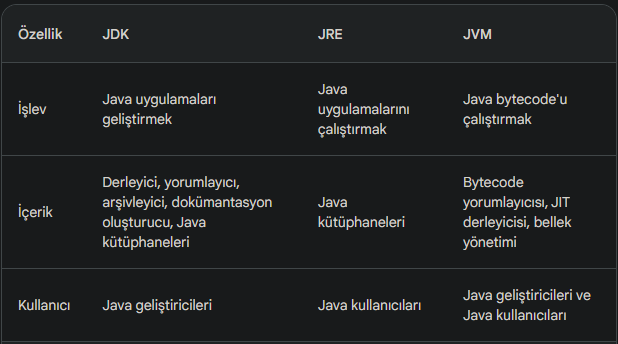 Özellik JDK JRE JVM
İşlev
Java uygulamaları
geliştirmek
Java
uygulamalarını
çalıştırmak
Java bytecode'u
çalıştırmak
İçerik
Derleyici, yorumlayıcı,
arşivleyici, dokümantasyon
oluşturucu, Java
kütüphaneleri
Java
kütüphaneleri
Bytecode
yorumlayıcısı, JIT
derleyicisi, bellek
yönetimi
Kullanıcı
Java geliştiricileri
Java kullanıcıları
Java geliştiricileri ve
Java kullanıcıları